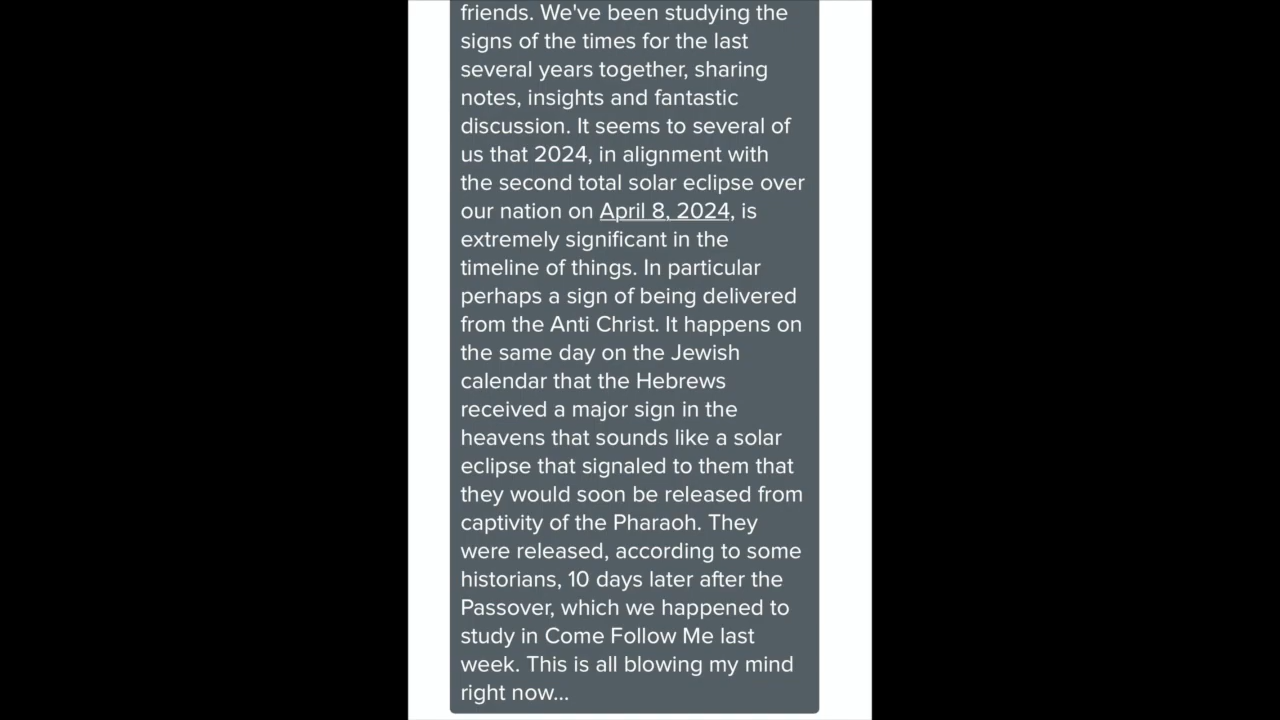 friends. We've been studying the
signs of the times for the last
several years together, sharing
notes, insights and fantastic
discussion. It seems to several of
us that 2024, in alignment with
the second total solar eclipse over
our nation on April 8, 2024, is
extremely significant in the
timeline of things. In particular
perhaps a sign of being delivered
from the Anti Christ. It happens on
the same day on the Jewish
calendar that the Hebrews
received a major sign in the
heavens that sounds like a solar
eclipse that signaled to them that
they would soon be released from
captivity of the Pharaoh. They
were released, according to some
historians, 10 days later after the
Passover, which we happened to
study in Come Follow Me last
week. This is all blowing my mind
right now...